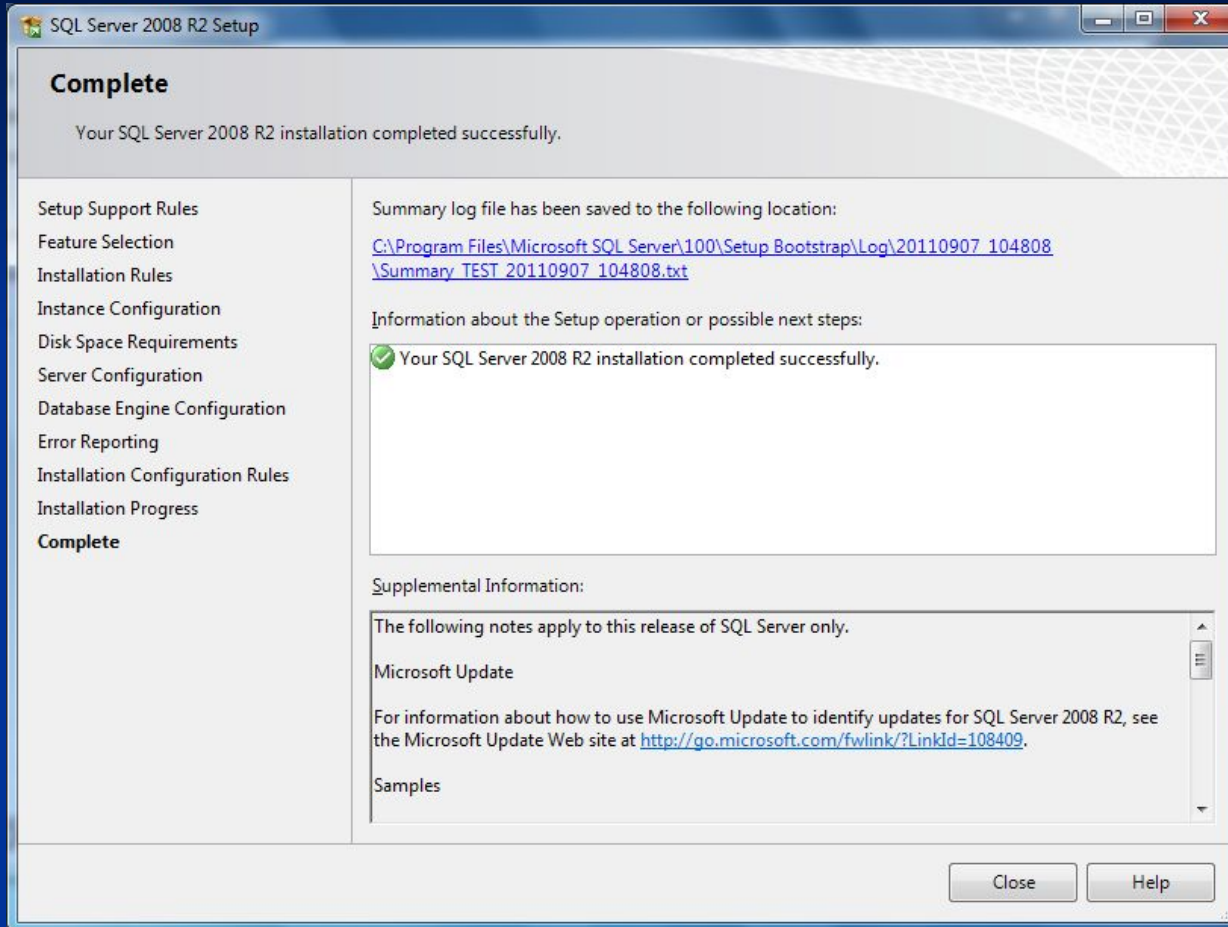 SQL Server 2008 R2 Setup
Complete
Your SQL Server 2008 R2 installation completed successfully.
Setup Support Rules
Feature Selection
Installation Rules
Instance Configuration
Disk Space Requirements
Server Configuration
Database Engine Configuration
Error Reporting
Installation Configuration Rules
Installation Progress
Complete
Summary log file has been saved to the following location:
C:\Program Files\Microsoft SQL Server\100\Setup Bootstrap\Log\20110907_104808
\Summary_TEST_20110907_104808.txt
Information about the Setup operation or possible next steps:
Your SQL Server 2008 R2 installation completed successfully.
Supplemental Information:
The following notes apply to this release of SQL Server only.
Microsoft Update
For information about how to use Microsoft Update to identify updates for SQL Server 2008 R2, see
the Microsoft Update Web site at http://go.microsoft.com/fwlink/?LinkId=108409.
Samples
Close
Help